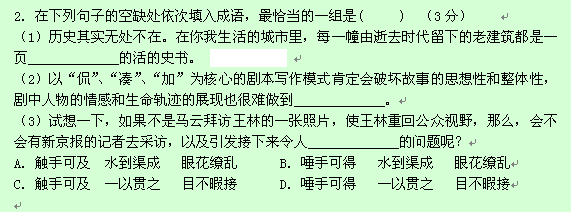 2. 在下列句子的空缺处依次填入成语，最恰当的一组是(    ) （3 分）
（1）历史其实无处不在。在你我生活的城市里，每一幢由逝去时代留下的老建筑都是一
页____________的活的史书。
（2）以“侃”、“凑”、“加”为核心的剧本写作模式肯定会破坏故事的思想性和整体性，
剧中人物的情感和生命轨迹的展现也很难做到____________。
（3）试想一下，如果不是马云拜访王林的一张照片，使王林重回公众视野，那么，会不
会有新京报的记者去采访，以及引发接下来令人____________的问题呢？
A. 触手可及  水到渠成  眼花缭乱    B. 唾手可得  水到渠成  眼花缭乱
C. 触手可及  一以贯之  目不暇接    D. 唾手可得  一以贯之  目不暇接